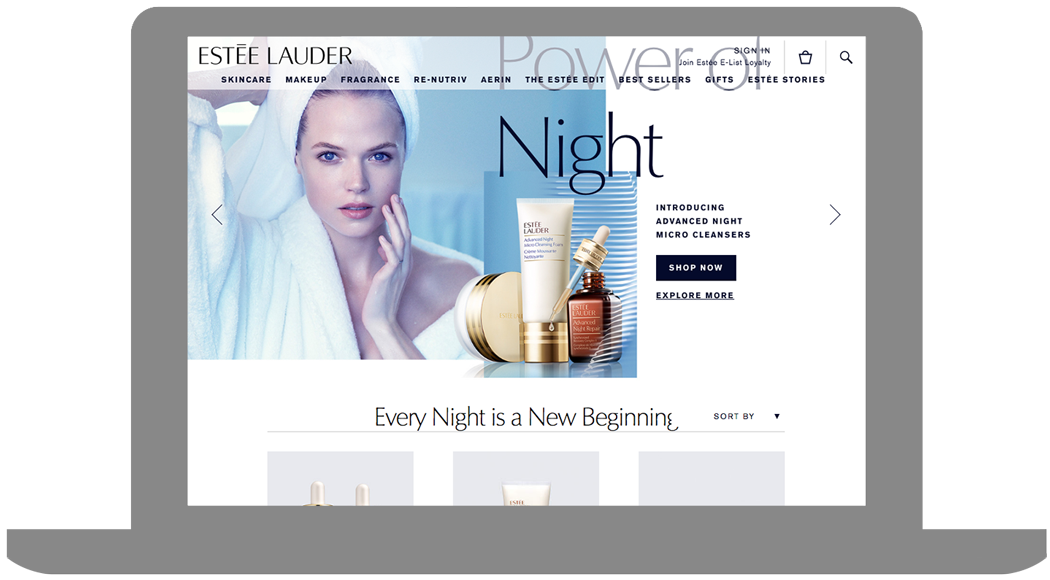 ESTĒE LAUDER
SIGN IN
Join Estée E-List Loyalty
SKINCARE MAKEUP FRAGRANCE RE-NUTRIV AERIN THE ESTÉE EDIT BEST SELLERS GIFTS ESTÉE STORIES
Power of
Night
INTRODUCING
ADVANCED NIGHT
MICRO CLEANSERS
SHOP NOW
EXPLORE MORE
ESTĒE
LAUDER
Advanced Night
Micro Cleansing Foam
Crème Moussante
Nettoyante
ESTĒE
LAUDER
Advanced
Night Repair
Every Night is a New Beginning
SORT BY
ESTĒE